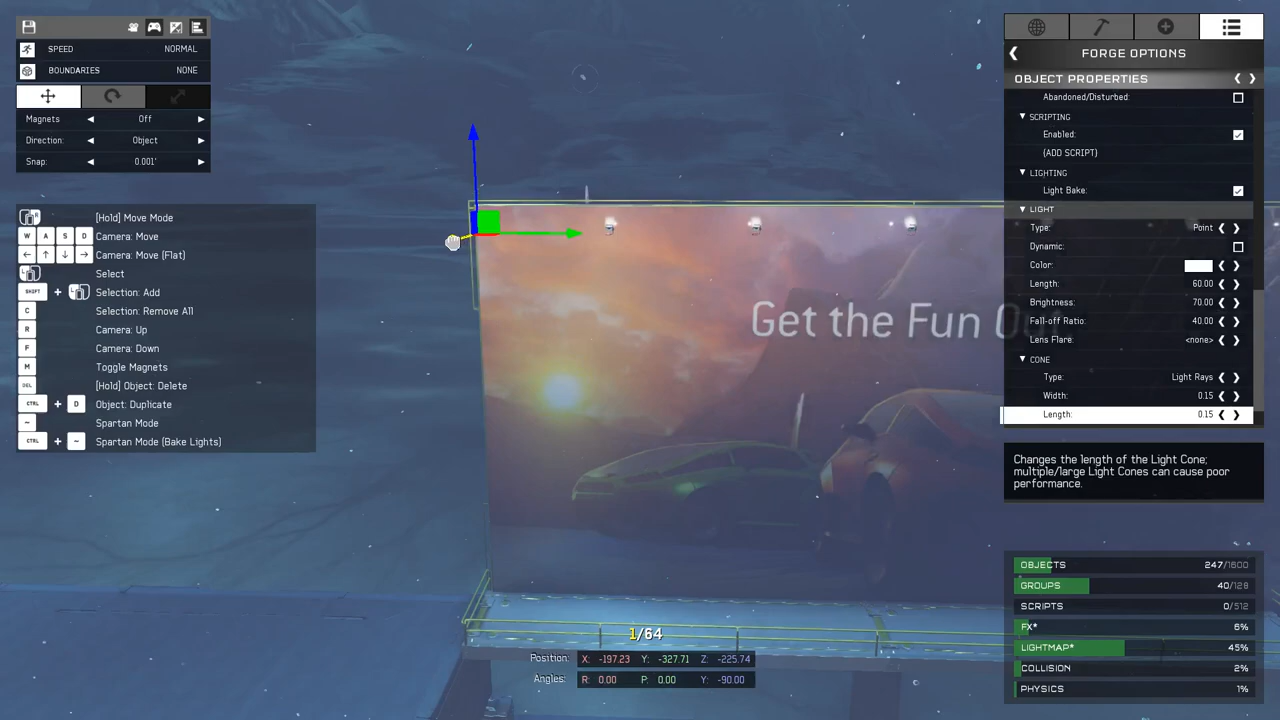 SPEED NORMAL
BOUNDARIES NONE
Magnets Off
Direction: Object
Snap: 0.001'
[Hold] Move Mode
W A S D Camera: Move
Camera: Move (Flat)
Select
SHIFT + Selection: Add
C Selection: Remove All
R Camera: Up
F Camera: Down
M Toggle Magnets
DEL [Hold] Object: Delete
CTRL + D Object: Duplicate
~ Spartan Mode
CTRL + ~ Spartan Mode (Bake Lights)
Get the Fun Ou
1/64
Position: X: -197.23 Y: -327.71 Z: -225.74
Angles: R: 0.00 P: 0.00 Y: -90.00
FORGE OPTIONS
OBJECT PROPERTIES
Abandoned/Disturbed:
SCRIPTING
Enabled:
(ADD SCRIPT)
LIGHTING
Light Bake:
LIGHT
Type: Point
Dynamic:
Color:
Length: 60.00
Brightness: 70.00
Fall-off Ratio: 40.00
Lens Flare: <none>
CONE
Type: Light Rays
Width: 0.15
Length: 0.15
Changes the length of the Light Cone;
multiple/large Light Cones can cause poor
performance.
OBJECTS 247/1600
GROUPS 40/128
SCRIPTS 0/512
FX* 6%
LIGHTMAP* 45%
COLLISION 2%
PHYSICS 1%